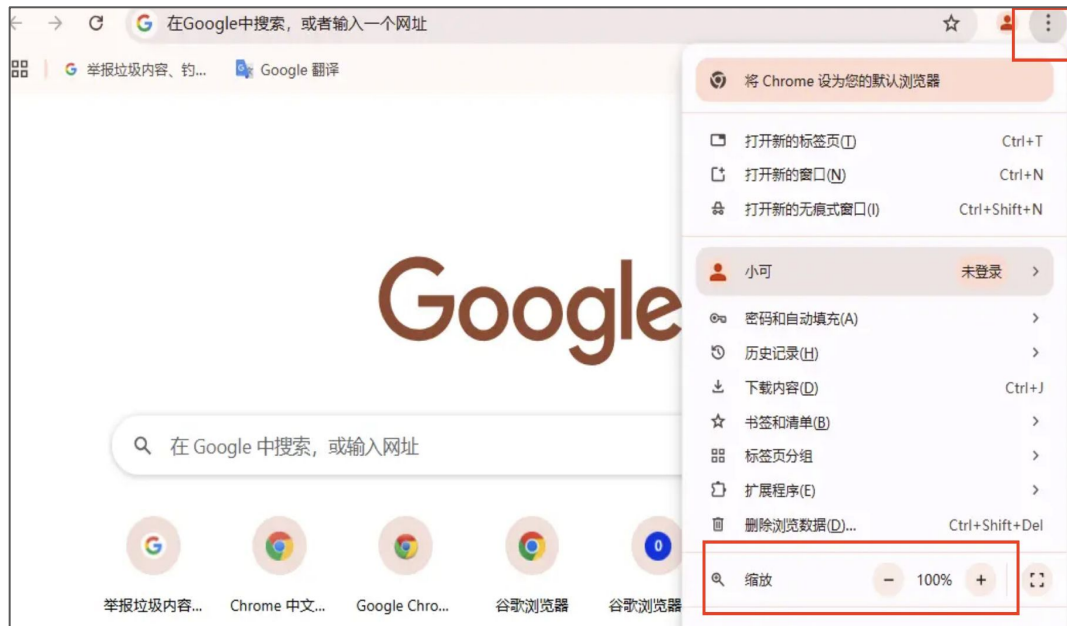 在Google中搜索，或者输入一个网址
举报垃圾内容、钓...
Google 翻译
将 Chrome 设为您的默认浏览器
打开新的标签页(T) Ctrl+T
打开新的窗口(N) Ctrl+N
打开新的无痕式窗口(I) Ctrl+Shift+N
小可 未登录
密码和自动填充(A)
历史记录(H)
下载内容(D) Ctrl+J
书签和清单(B)
标签页分组
扩展程序(E)
删除浏览数据(D)... Ctrl+Shift+Del
缩放 − 100% +
Google
在 Google 中搜索，或输入网址
举报垃圾内容...
Chrome 中文...
Google Chro...
谷歌浏览器
谷歌浏览器